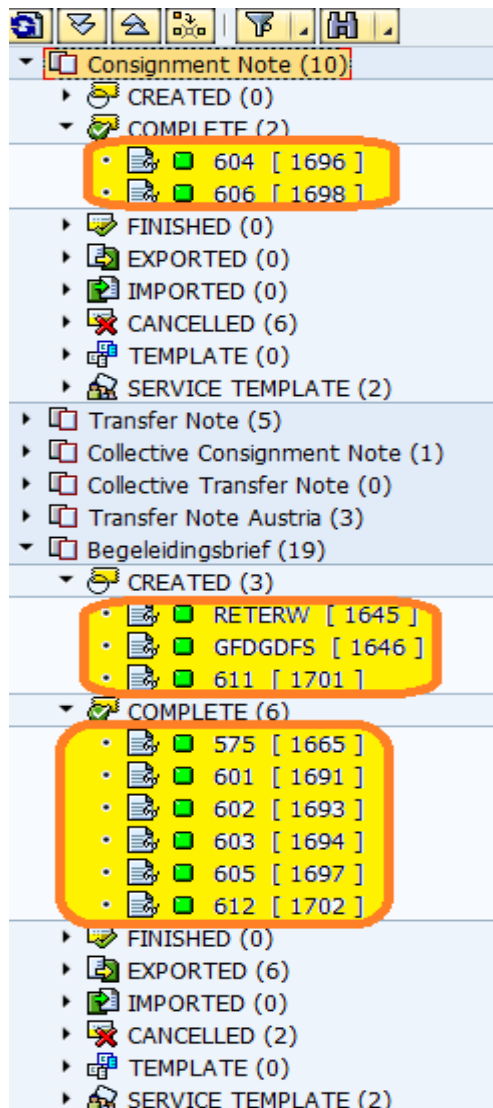 Consignment Note (10)
CREATED (0)
COMPLETE (2)
604 [ 1696 ]
606 [ 1698 ]
FINISHED (0)
EXPORTED (0)
IMPORTED (0)
CANCELLED (6)
TEMPLATE (0)
SERVICE TEMPLATE (2)
Transfer Note (5)
Collective Consignment Note (1)
Collective Transfer Note (0)
Transfer Note Austria (3)
Begeleidingsbrief (19)
CREATED (3)
RETERW [ 1645 ]
GFDGDFS [ 1646 ]
611 [ 1701 ]
COMPLETE (6)
575 [ 1665 ]
601 [ 1691 ]
602 [ 1693 ]
603 [ 1694 ]
605 [ 1697 ]
612 [ 1702 ]
FINISHED (0)
EXPORTED (6)
IMPORTED (0)
CANCELLED (2)
TEMPLATE (0)
SERVICE TEMPLATE (2)